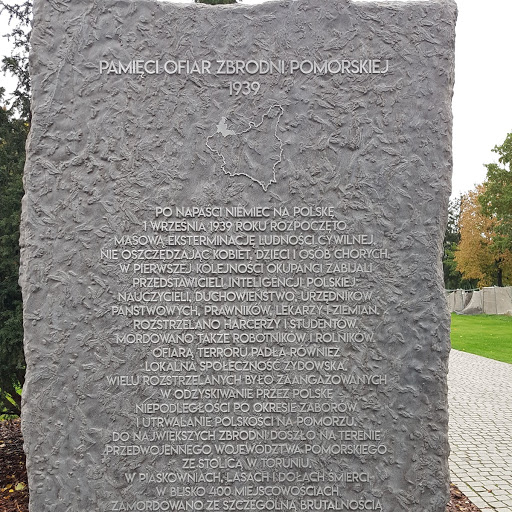 PAMIĘCI OFIAR ZBRODNI POMORSKIEJ
1939
PO NAPAŚCI NIEMIEC NA POLSKĘ
1 WRZEŚNIA 1939 ROKU ROZPOCZĘTO
MASOWĄ EKSTERMINACJĘ LUDNOŚCI CYWILNEJ,
NIE OSZCZĘDZAJĄC KOBIET, DZIECI I OSÓB CHORYCH.
W PIERWSZEJ KOLEJNOŚCI OKUPANCI ZABIJALI
PRZEDSTAWICIELI INTELIGENCJI POLSKIEJ:
NAUCZYCIELI, DUCHOWIEŃSTWO, URZĘDNIKÓW
PAŃSTWOWYCH, PRAWNIKÓW, LEKARZY I ZIEMIAN.
ROZSTRZELANO HARCERZY I STUDENTÓW.
MORDOWANO TAKŻE ROBOTNIKÓW I ROLNIKÓW.
OFIARĄ TERRORU PADŁA RÓWNIEŻ
LOKALNA SPOŁECZNOŚĆ ŻYDOWSKA.
WIELU ROZSTRZELANYCH BYŁO ZAANGAŻOWANYCH
W ODZYSKIWANIE PRZEZ POLSKĘ
NIEPODLEGŁOŚCI PO OKRESIE ZABORÓW
I UTRWALANIE POLSKOŚCI NA POMORZU.
DO NAJWIĘKSZYCH ZBRODNI DOSZŁO NA TERENIE
PRZEDWOJENNEGO WOJEWÓDZTWA POMORSKIEGO
ZE STOLICĄ W TORUNIU.
W PIASKOWNIACH, LASACH I DOŁACH ŚMIERCI
W BLISKO 400 MIEJSCOWOŚCIACH
ZAMORDOWANO ZE SZCZEGÓLNĄ BRUTALNOŚCIĄ